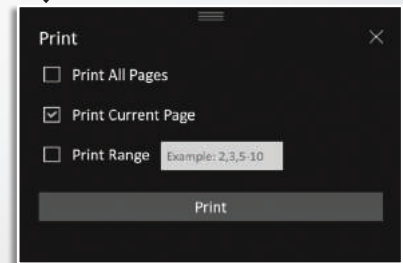 Print
Print All Pages
Print Current Page
Print Range Example: 2,3,5-10
Print